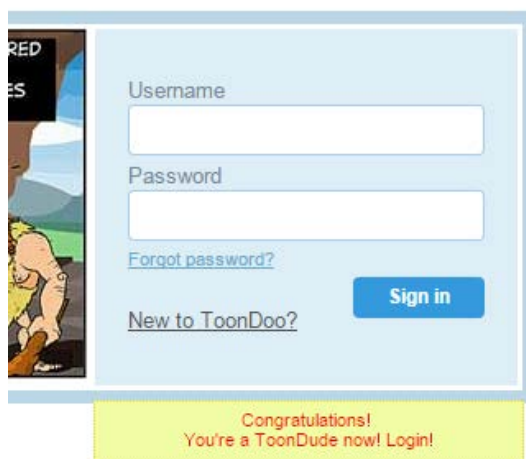 RED
ES
Username
Password
Forgot password?
Sign in
New to ToonDoo?
Congratulations!
You're a ToonDude now! Login!